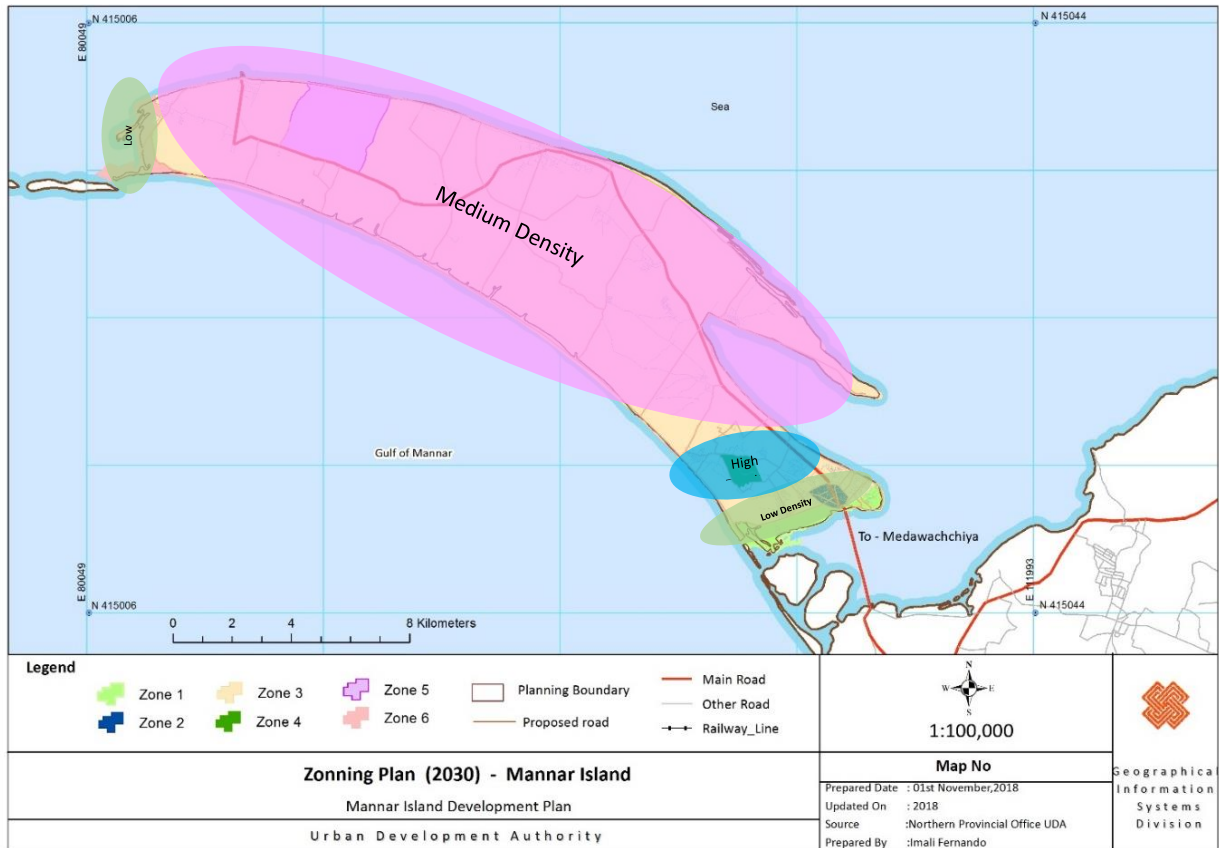 N 415006
N 415044
E 80049
Sea
Low
Medium Density
Gulf of Mannar
High
Low Density
To - Medawachchiya
E 80049
E 111993
N 415006
N 415044
0 2 4 8 Kilometers
Legend
Zone 1
Zone 2
Zone 3
Zone 4
Zone 5
Zone 6
Planning Boundary
Proposed road
Main Road
Other Road
Railway_Line
N
W E
S
1:100,000
Zonning Plan (2030) - Mannar Island
Mannar Island Development Plan
Urban Development Authority
Map No
Prepared Date : 01st November,2018
Updated On : 2018
Source :Northern Provincial Office UDA
Prepared By :Imali Fernando
Geographical
Information
Systems
Division